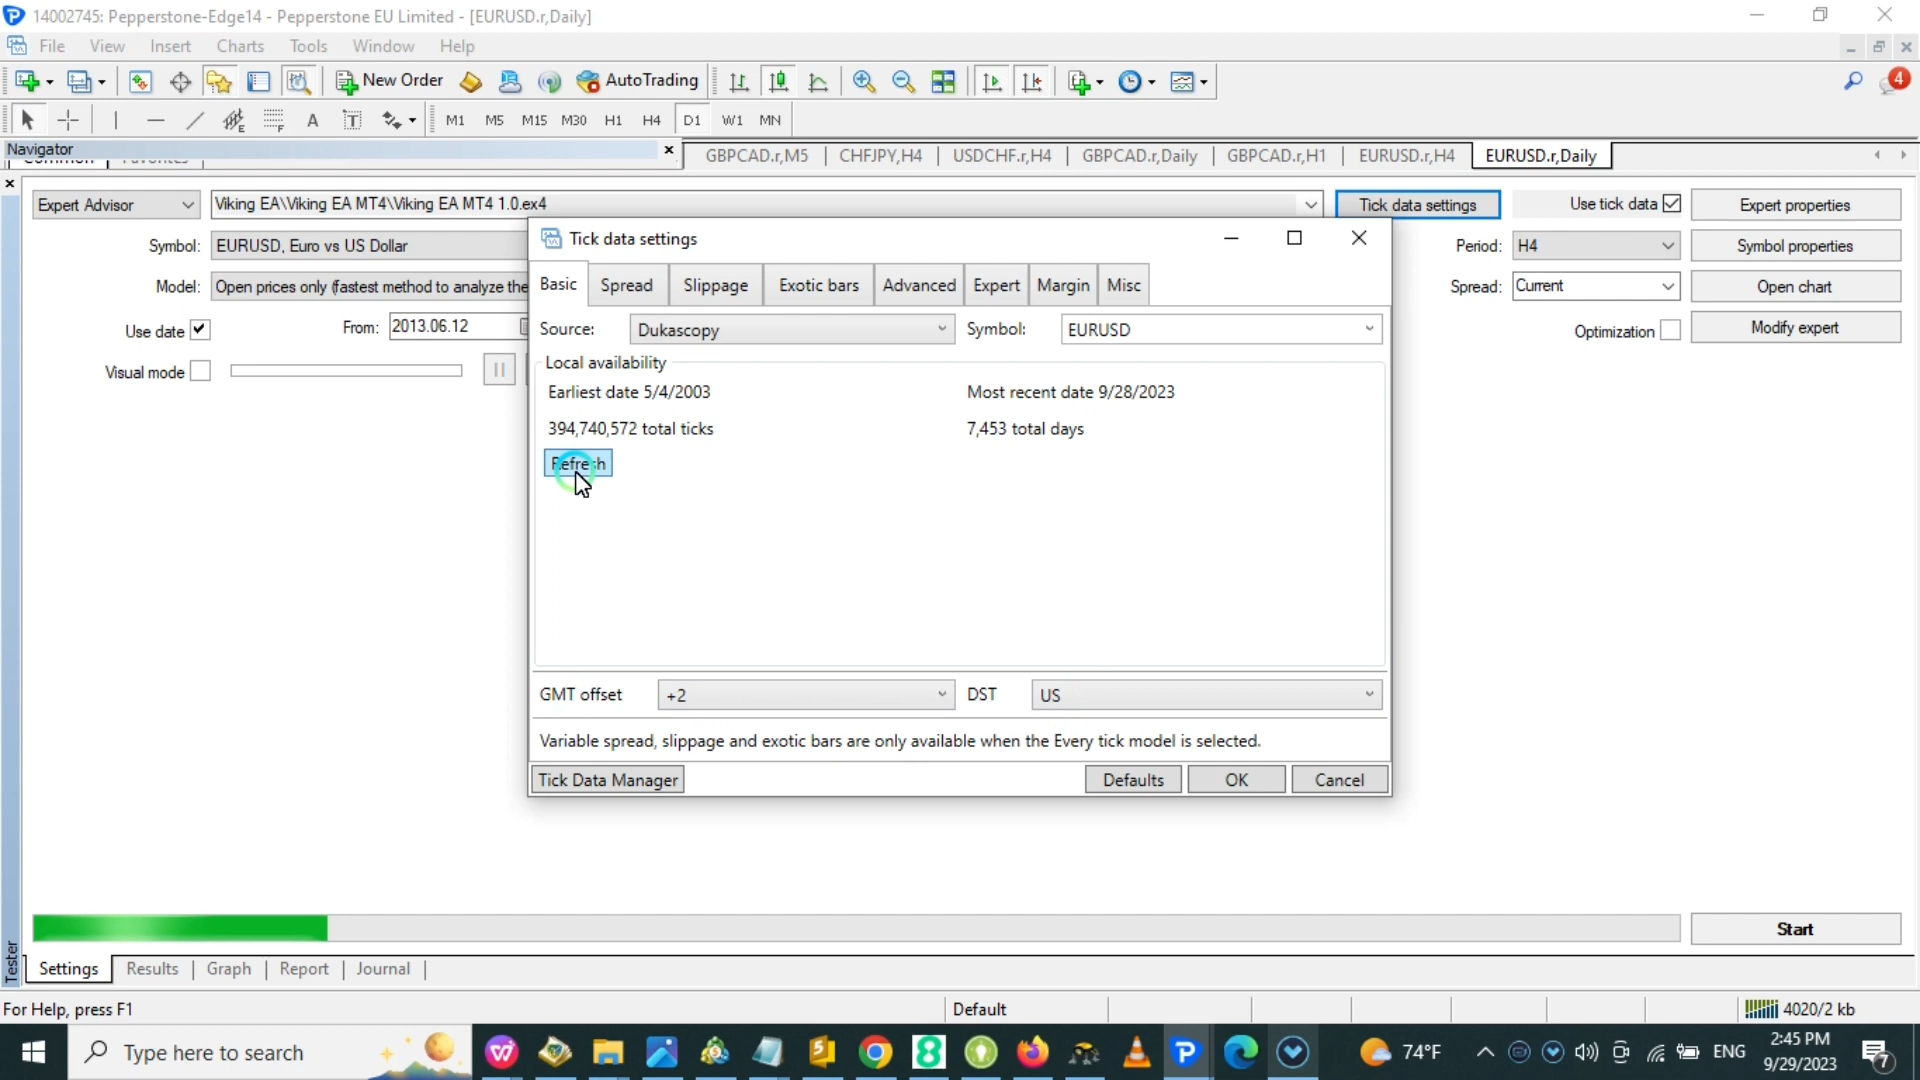 14002745: Pepperstone-Edge14 - Pepperstone EU Limited - [EURUSD.r,Daily]
File View Insert Charts Tools Window Help
New Order AutoTrading 4
A T M1 M5 M15 M30 H1 H4 D1 W1 MN
Navigator
Common Favorites
GBPCAD.r,M5 CHFJPY,H4 USDCHF.r,H4 GBPCAD.r,Daily GBPCAD.r,H1 EURUSD.r,H4 EURUSD.r,Daily
Expert Advisor Viking EA\Viking EA MT4\Viking EA MT4 1.0.ex4 Tick data settings Use tick data Expert properties
Symbol: EURUSD, Euro vs US Dollar Period: H4 Symbol properties
Model: Open prices only (fastest method to analyze the Spread: Current Open chart
Use date From: 2013.06.12 Optimization Modify expert
Visual mode
Tick data settings
Basic Spread Slippage Exotic bars Advanced Expert Margin Misc
Source: Dukascopy Symbol: EURUSD
Local availability
Earliest date 5/4/2003 Most recent date 9/28/2023
394,740,572 total ticks 7,453 total days
Refresh
GMT offset +2 DST US
Variable spread, slippage and exotic bars are only available when the Every tick model is selected.
Tick Data Manager Defaults OK Cancel
Start
Tester
Settings Results Graph Report Journal
For Help, press F1 Default 4020/2 kb
Type here to search 74°F ENG 2:45 PM
9/29/2023 7